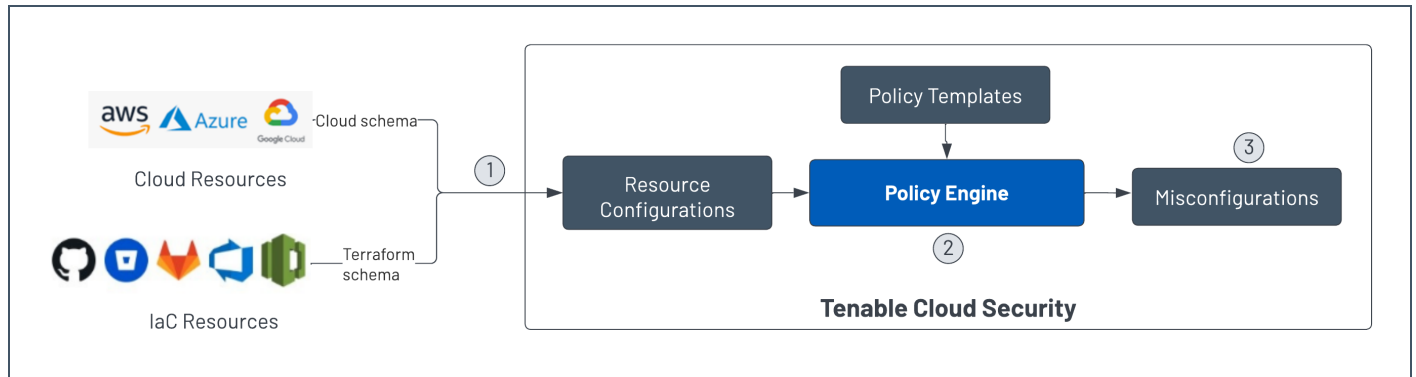 aws
Azure
Google Cloud
Cloud schema
Cloud Resources
Terraform
schema
IaC Resources
1
Resource
Configurations
Policy Templates
Policy Engine
2
3
Misconfigurations
Tenable Cloud Security